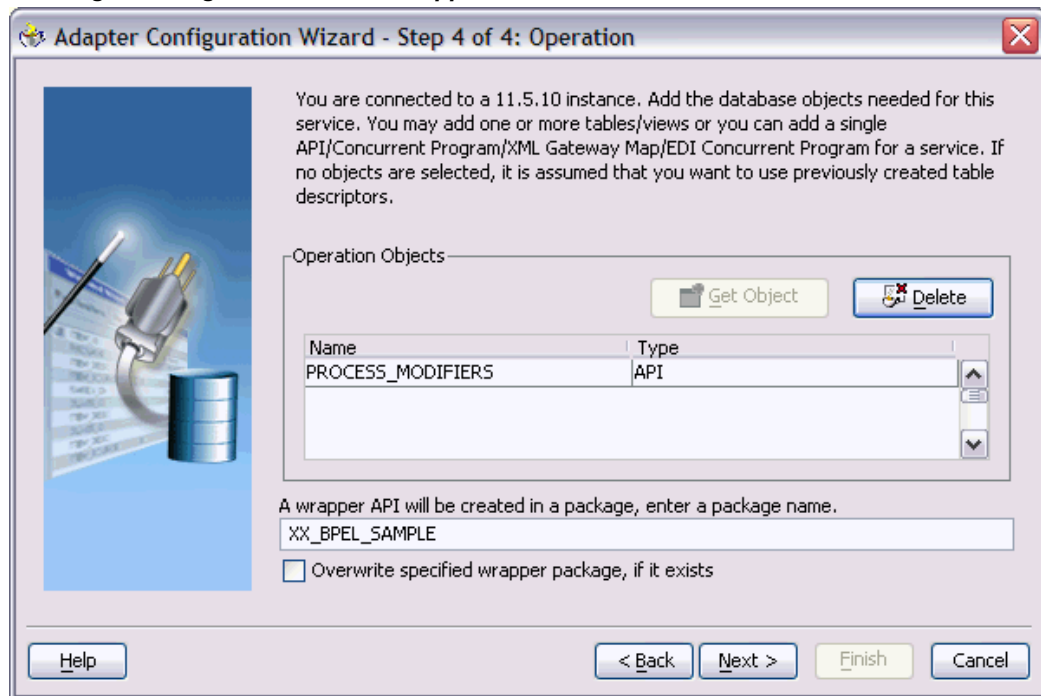 Adapter Configuration Wizard - Step 4 of 4: Operation
You are connected to a 11.5.10 instance. Add the database objects needed for this
service. You may add one or more tables/views or you can add a single
API/Concurrent Program/XML Gateway Map/EDI Concurrent Program for a service. If
no objects are selected, it is assumed that you want to use previously created table
descriptors.
Operation Objects
Get Object Delete
Name Type
PROCESS_MODIFIERS API
A wrapper API will be created in a package, enter a package name.
XX_BPEL_SAMPLE
Overwrite specified wrapper package, if it exists
Help < Back Next > Finish Cancel